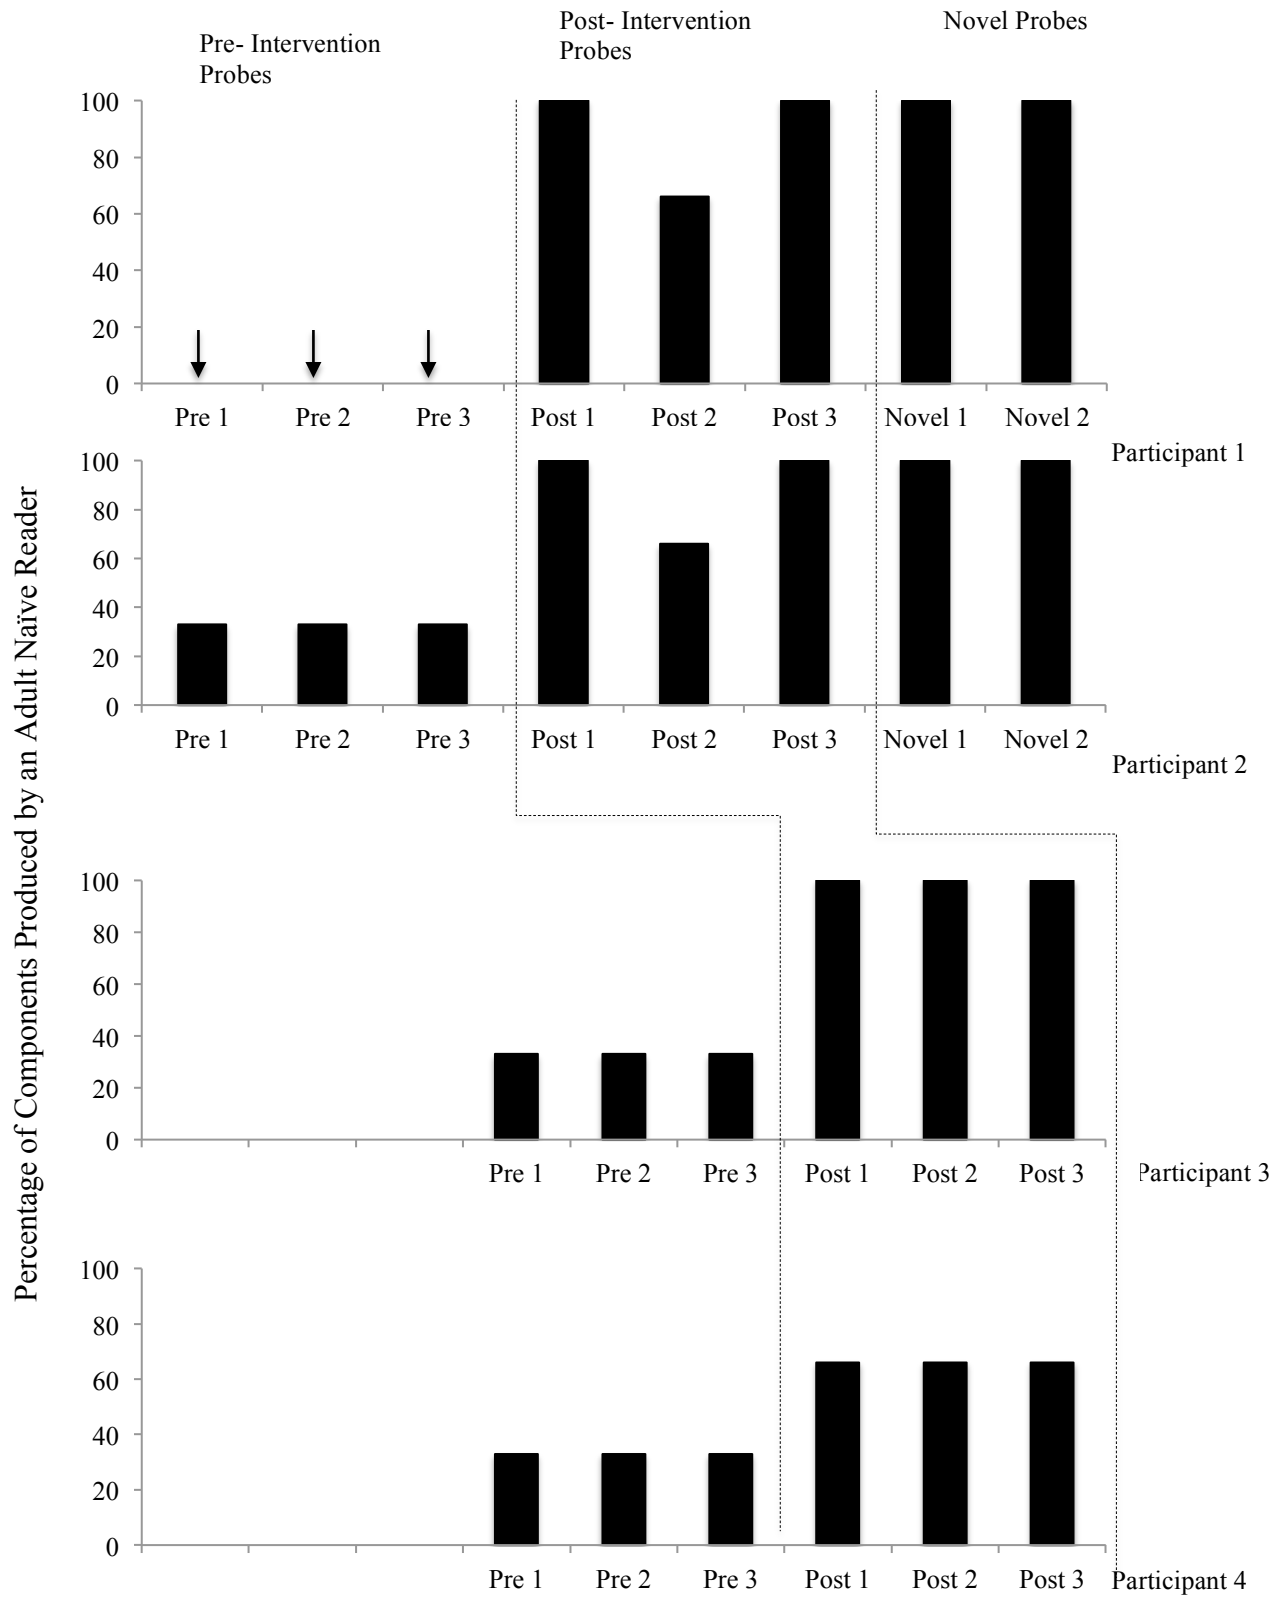 Pre- Intervention
Probes
Post- Intervention
Probes
Novel Probes
Percentage of Components Produced by an Adult Naïve Reader
100
80
60
40
20
0
Pre 1 Pre 2 Pre 3 Post 1 Post 2 Post 3 Novel 1 Novel 2
Participant 1
100
80
60
40
20
0
Pre 1 Pre 2 Pre 3 Post 1 Post 2 Post 3 Novel 1 Novel 2
Participant 2
100
80
60
40
20
0
Pre 1 Pre 2 Pre 3 Post 1 Post 2 Post 3
Participant 3
100
80
60
40
20
0
Pre 1 Pre 2 Pre 3 Post 1 Post 2 Post 3
Participant 4